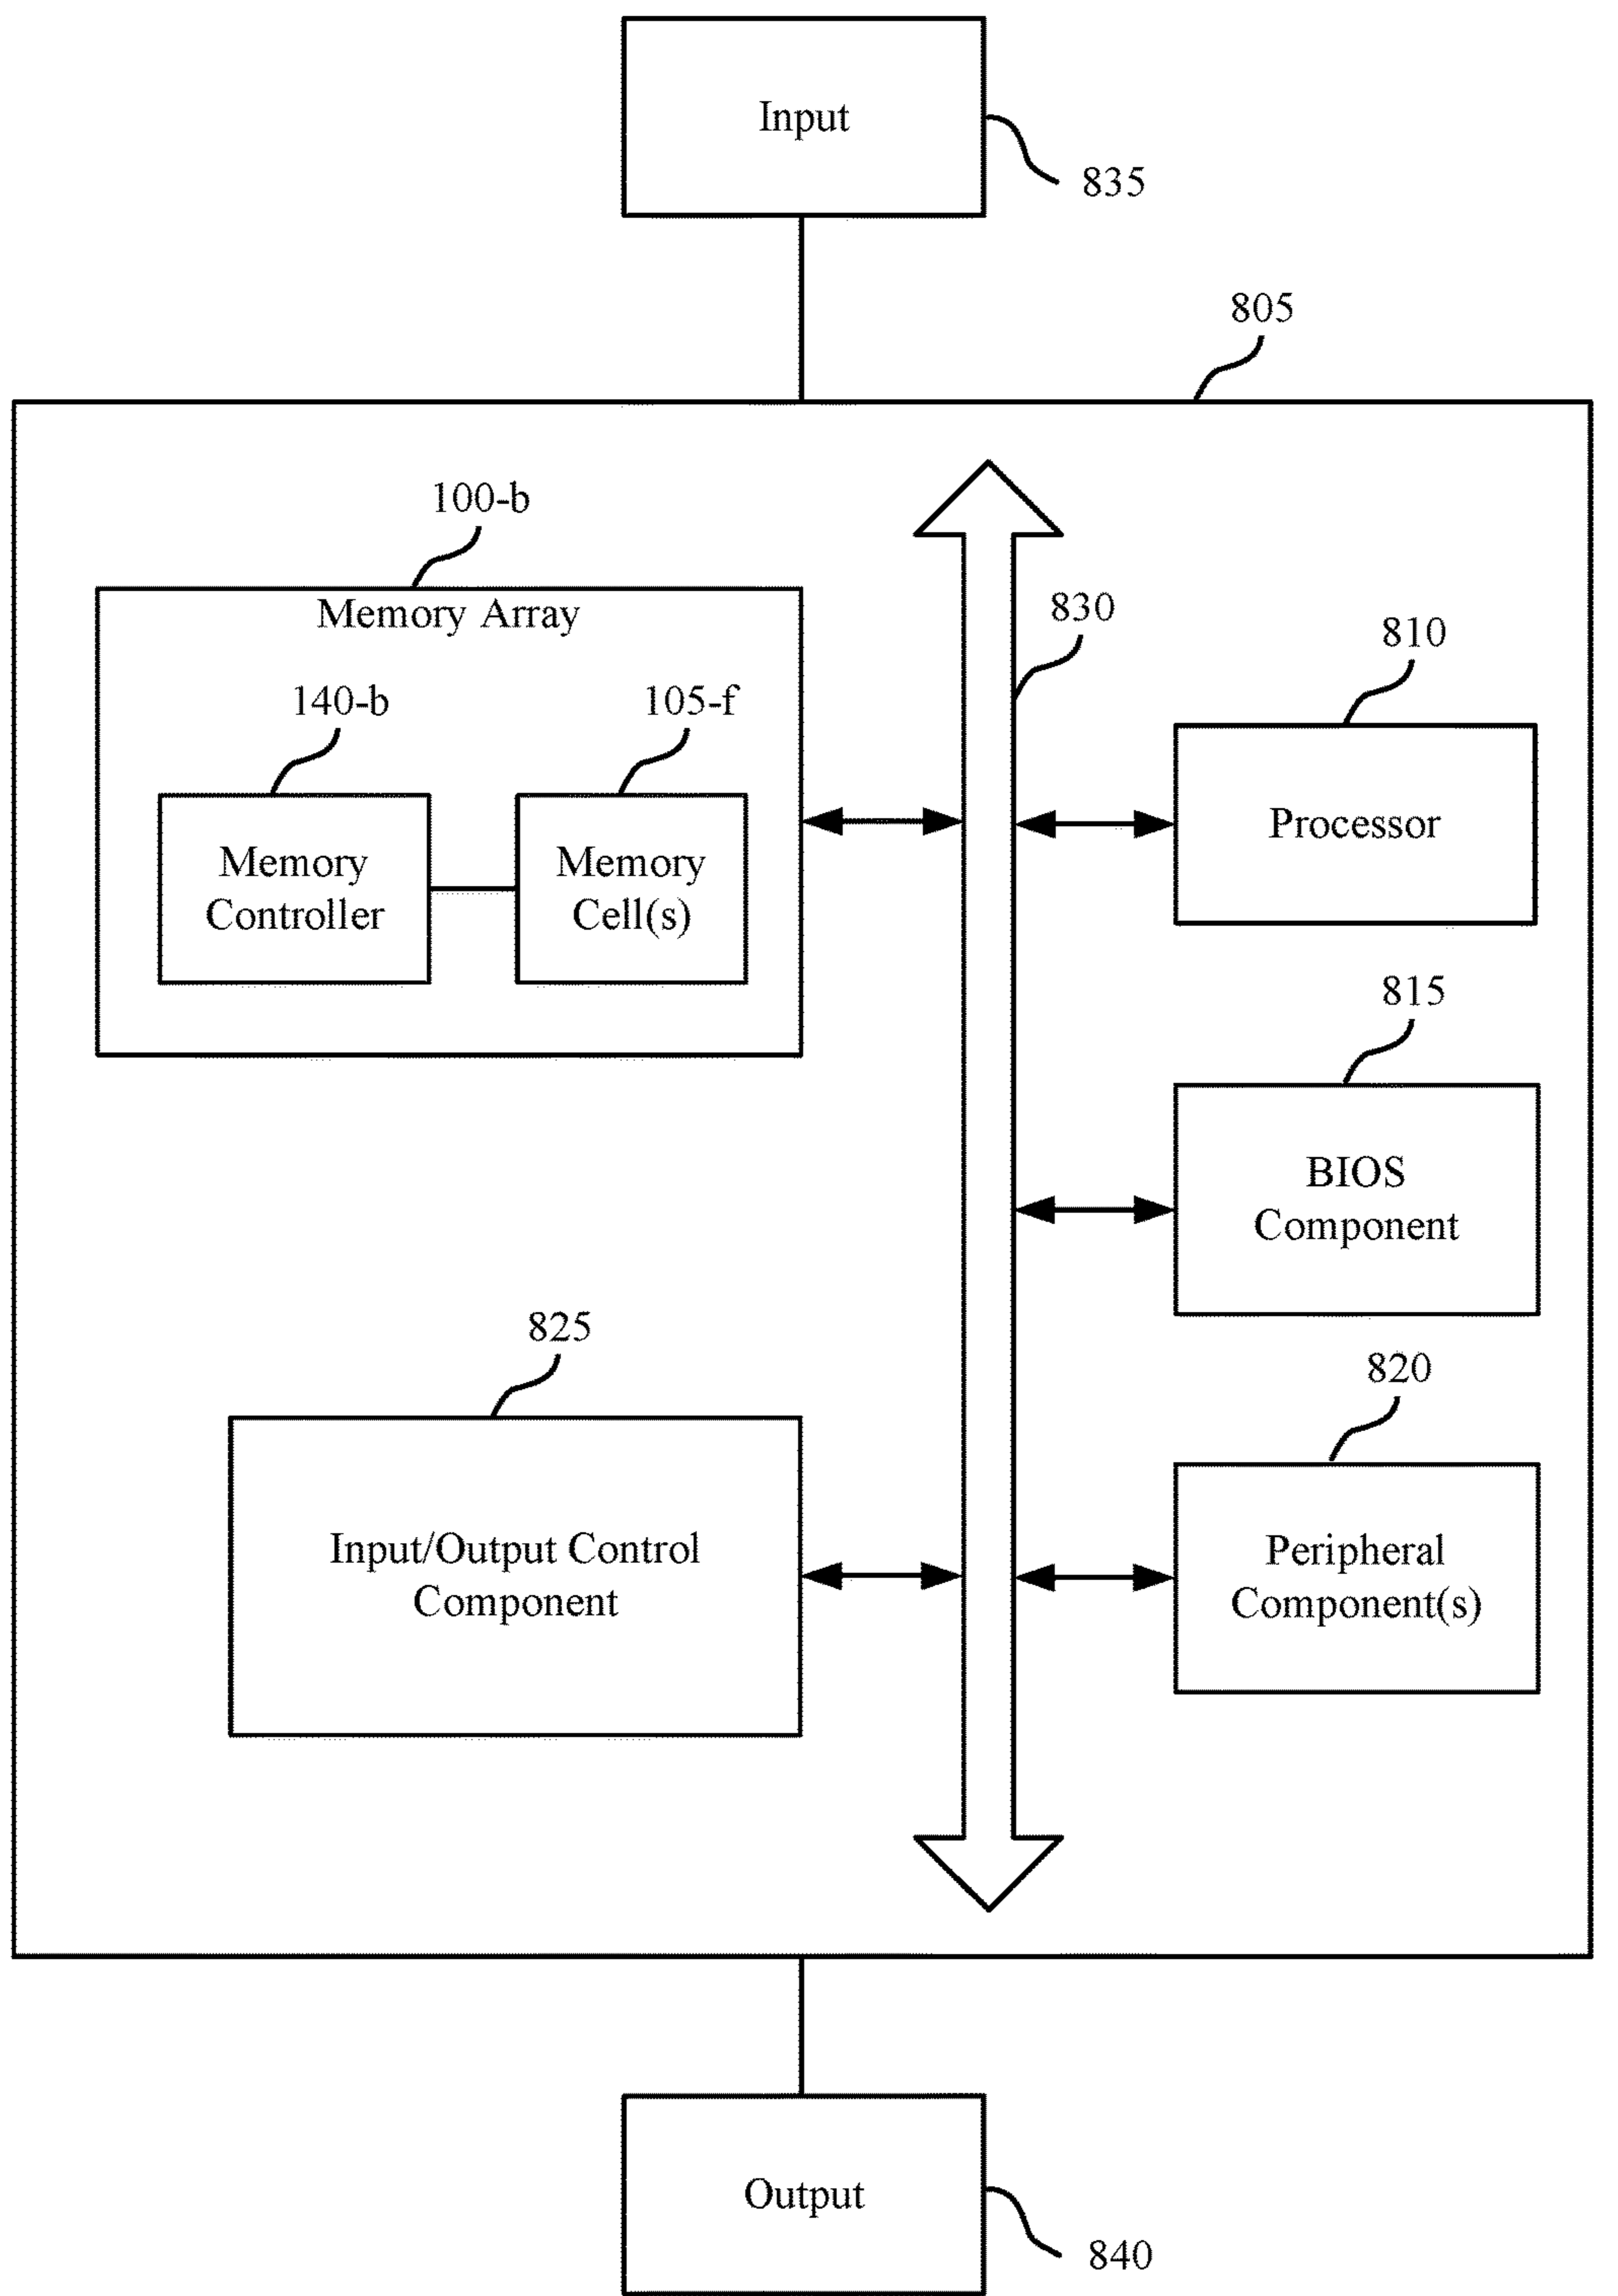 Input
835
805
100-b
Memory Array
830
810
140-b
105-f
Memory
Controller
Memory
Cell(s)
Processor
815
BIOS
Component
825
820
Input/Output Control
Component
Peripheral
Component(s)
Output
840